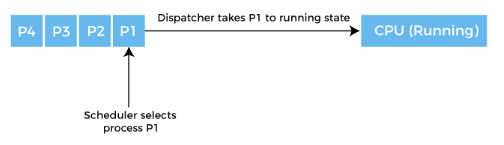 Dispatcher takes P1 to running state
P4 P3 P2 P1
CPU (Running)
Scheduler selects
process P1